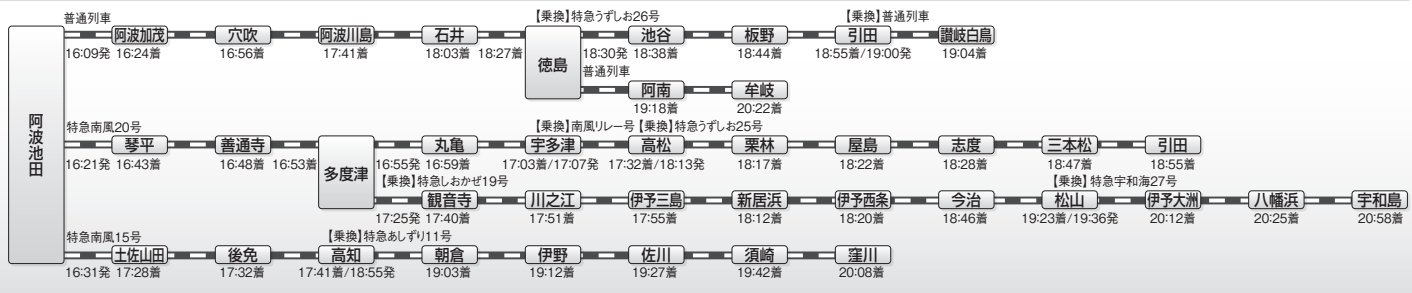 普通列車
【乗換】特急うずしお26号
【乗換】普通列車
阿波加茂 穴吹 阿波川島 石井 池谷 板野 引田 讃岐白鳥
16:09発 16:24着 16:56着 17:41着 18:03着 18:27着 18:30発 18:38着 18:44着 18:55着/19:00発 19:04着
徳島
普通列車
阿南 牟岐
19:18着 20:22着
阿波池田
特急南風20号
【乗換】南風リレー号 【乗換】特急うずしお25号
琴平 善通寺 丸亀 宇多津 高松 栗林 屋島 志度 三本松 引田
16:21発 16:43着 16:48着 16:53着 16:55発 16:59着 17:03着/17:07発 17:32着/18:13発 18:17着 18:22着 18:28着 18:47着 18:55着
多度津
【乗換】特急しおかぜ19号
【乗換】特急宇和海27号
観音寺 川之江 伊予三島 新居浜 伊予西条 今治 松山 伊予大洲 八幡浜 宇和島
17:25発 17:40着 17:51着 17:55着 18:12着 18:20着 18:46着 19:23着/19:36発 20:12着 20:25着 20:58着
特急南風15号
【乗換】特急あしずり11号
土佐山田 後免 高知 朝倉 伊野 佐川 須崎 窪川
16:31発 17:28着 17:32着 17:41着/18:55発 19:03着 19:12着 19:27着 19:42着 20:08着